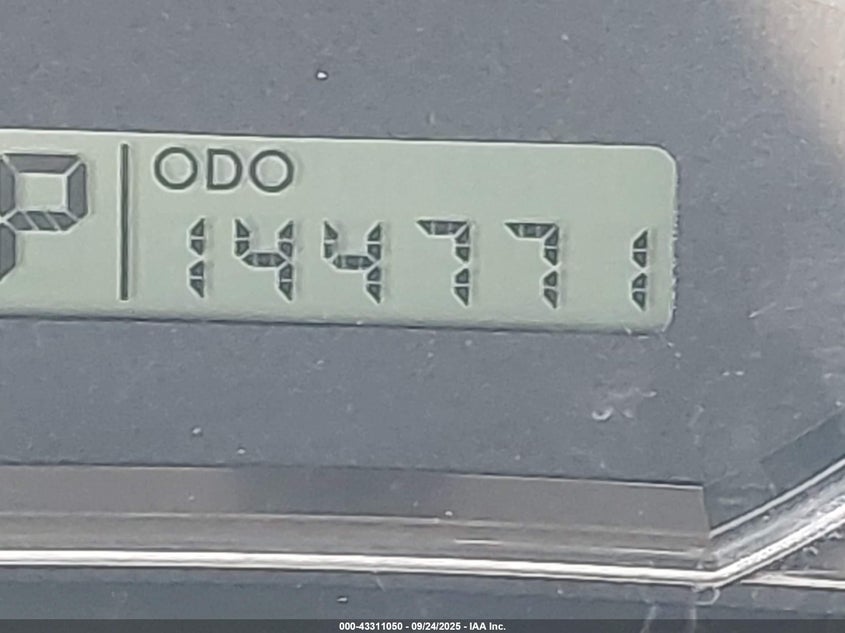 P
ODO
144771
000-43311050 - 09/24/2025 - IAA Inc.